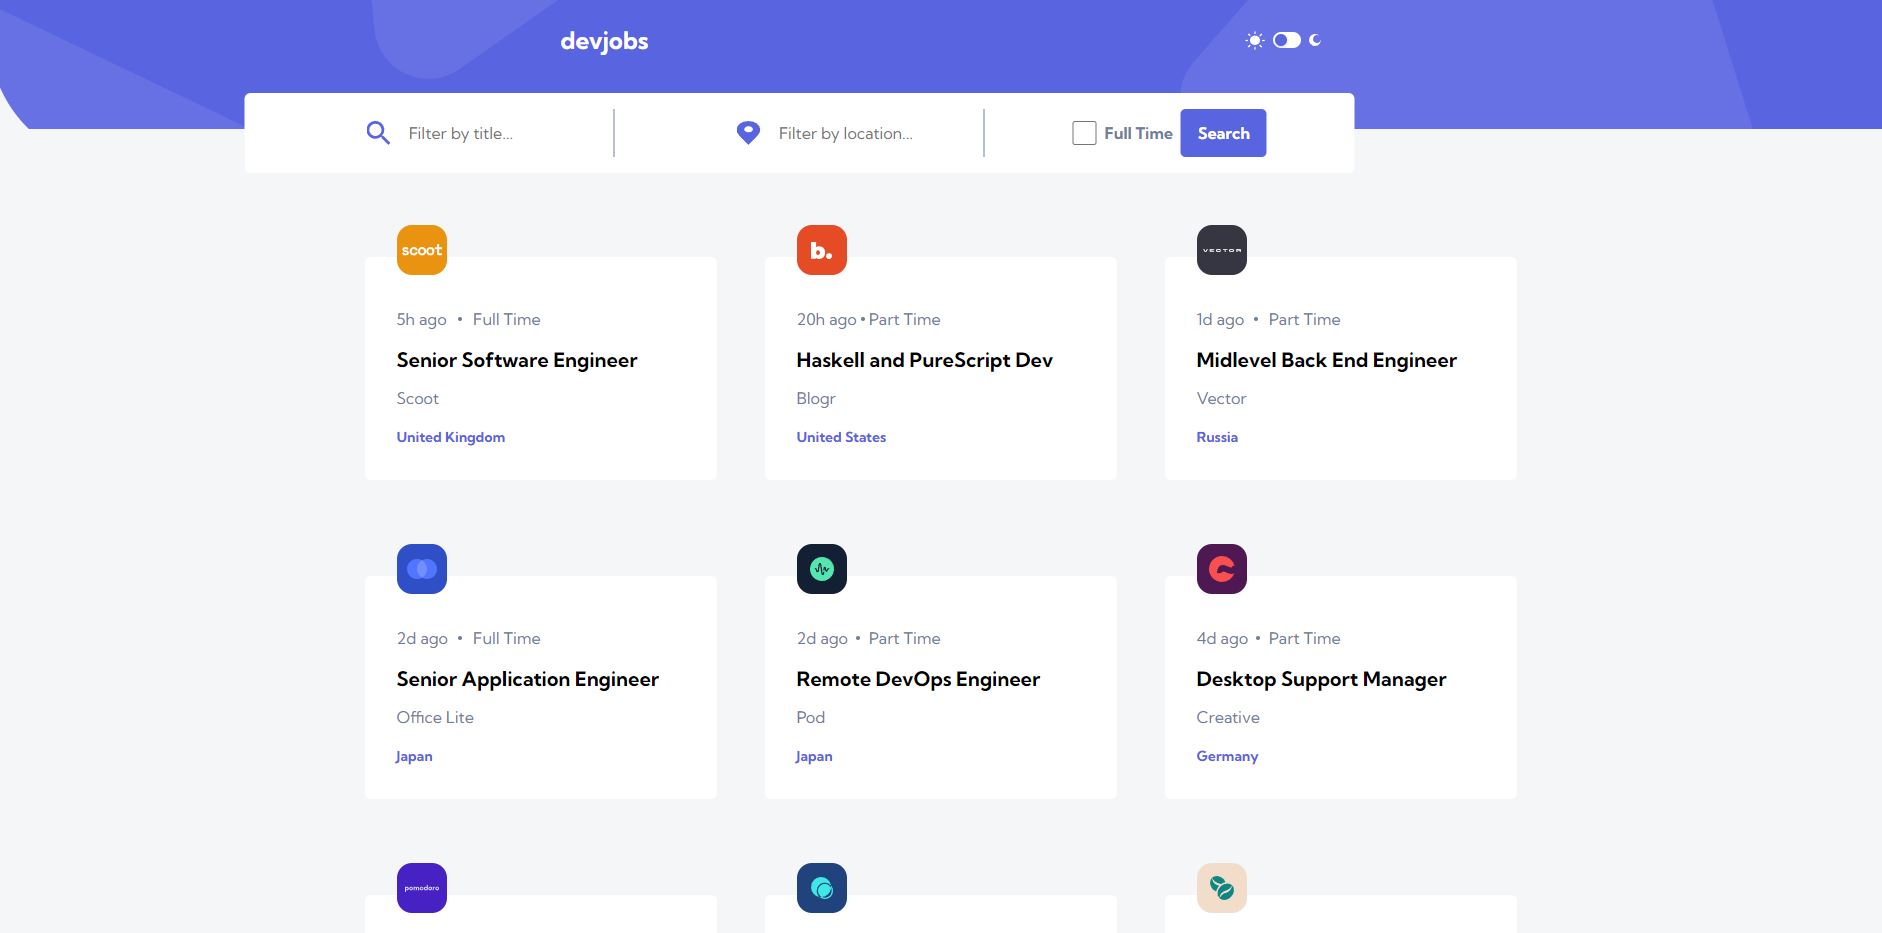 devjobs
Filter by title...
Filter by location...
Full Time
Search
scoot
b.
VECTOR
5h ago • Full Time
Senior Software Engineer
Scoot
United Kingdom
20h ago • Part Time
Haskell and PureScript Dev
Blogr
United States
1d ago • Part Time
Midlevel Back End Engineer
Vector
Russia
2d ago • Full Time
Senior Application Engineer
Office Lite
Japan
2d ago • Part Time
Remote DevOps Engineer
Pod
Japan
4d ago • Part Time
Desktop Support Manager
Creative
Germany
pomodoro